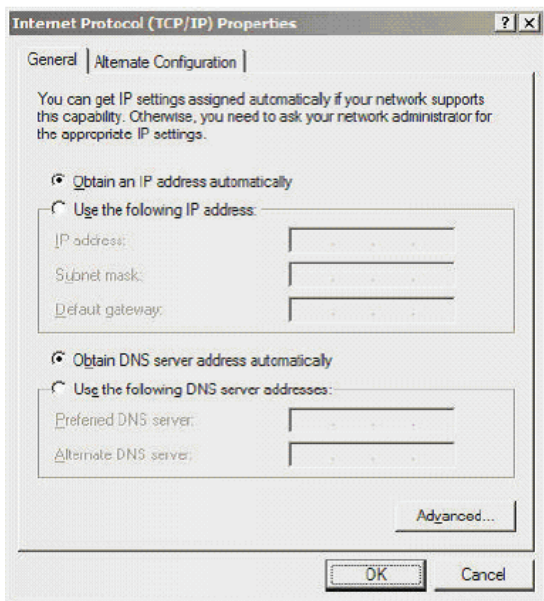 Internet Protocol (TCP/IP) Properties
? X
General
Alternate Configuration
You can get IP settings assigned automatically if your network supports
this capability. Otherwise, you need to ask your network administrator for
the appropriate IP settings.
Obtain an IP address automatically
Use the following IP address:
IP address:
Subnet mask:
Default gateway:
Obtain DNS server address automatically
Use the following DNS server addresses:
Preferred DNS server:
Alternate DNS server:
Advanced...
OK
Cancel